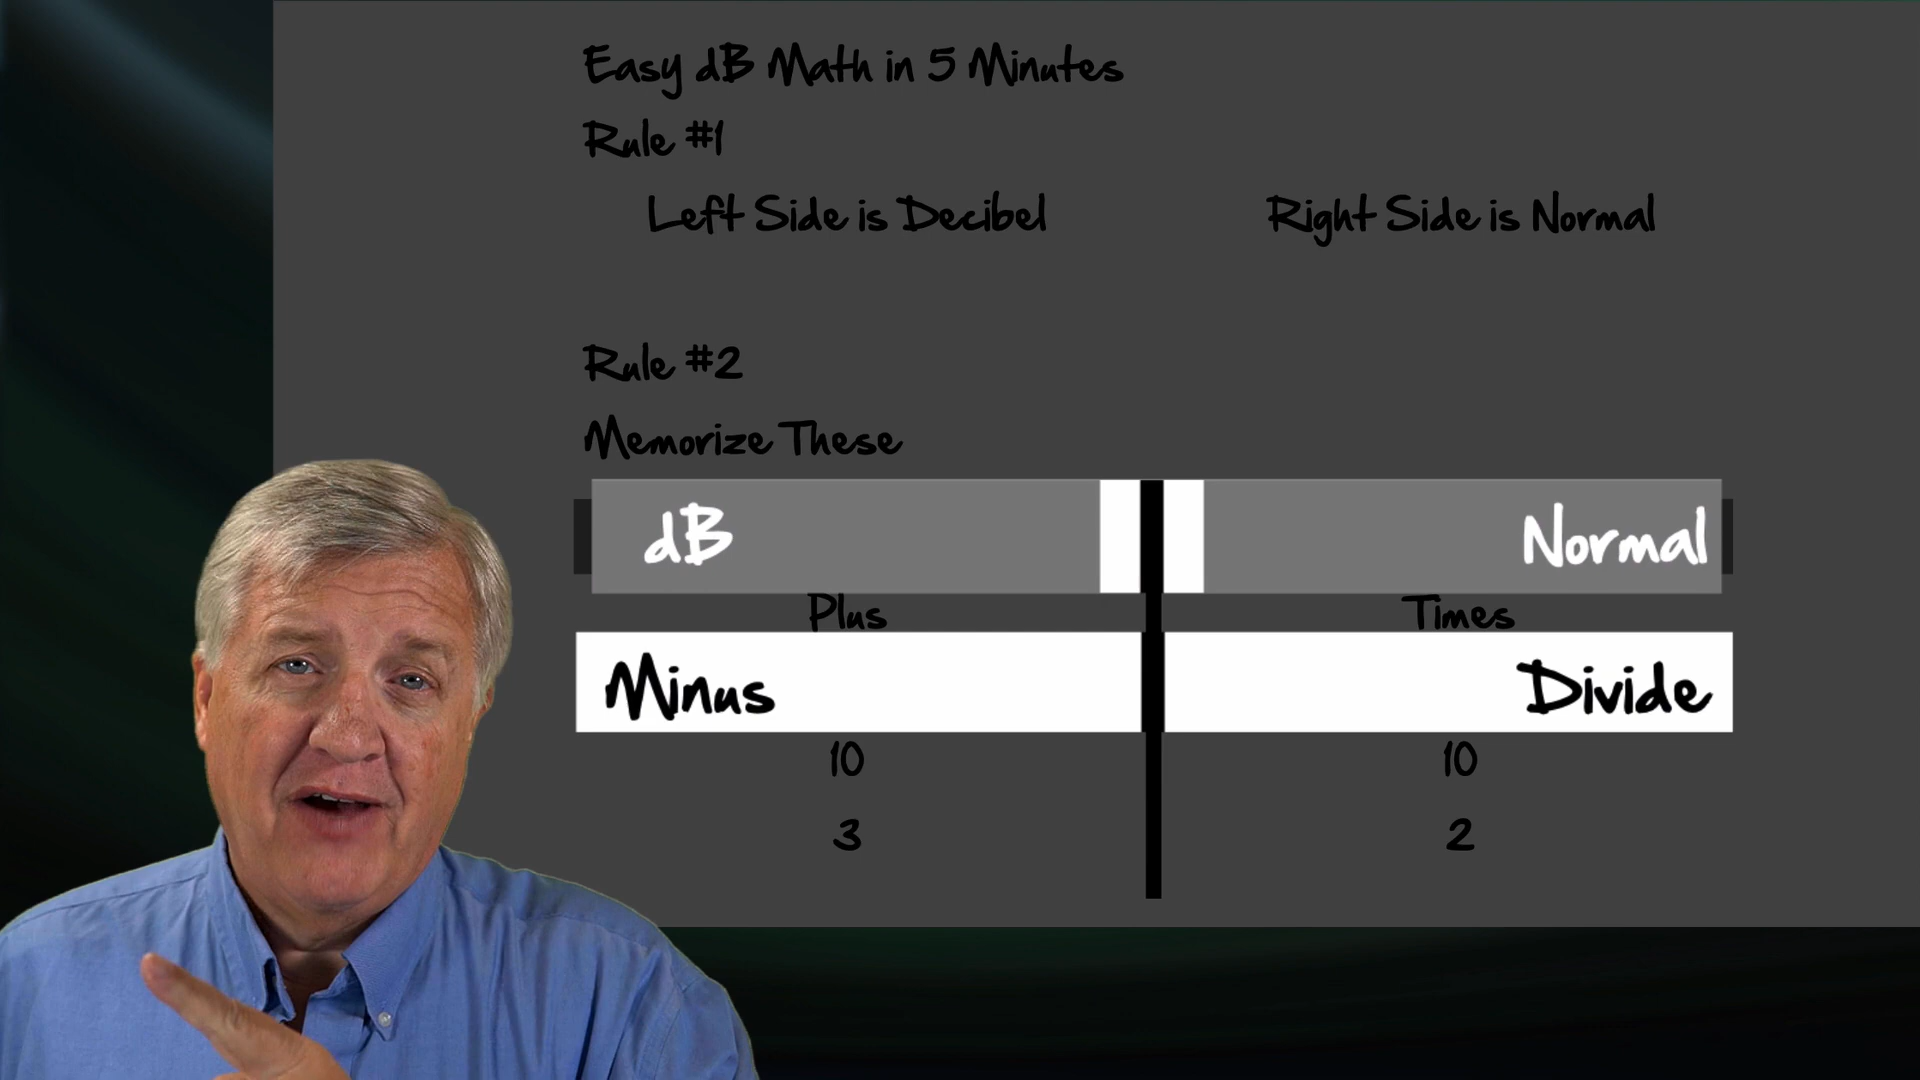 Easy dB Math in 5 Minutes
Rule #1
Left Side is Decibel Right Side is Normal
Rule #2
Memorize These
dB Normal
Plus Times
Minus Divide
10 10
3 2